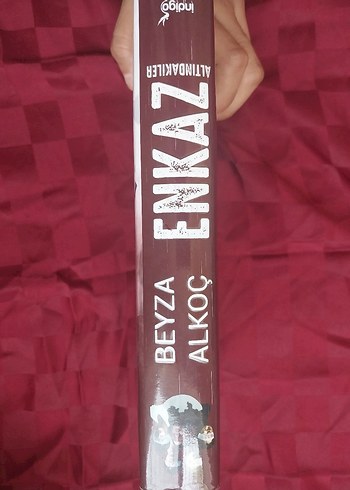 BEYZA
ALKOÇ
ENKAZ
ALTINDAKİLER
indigo